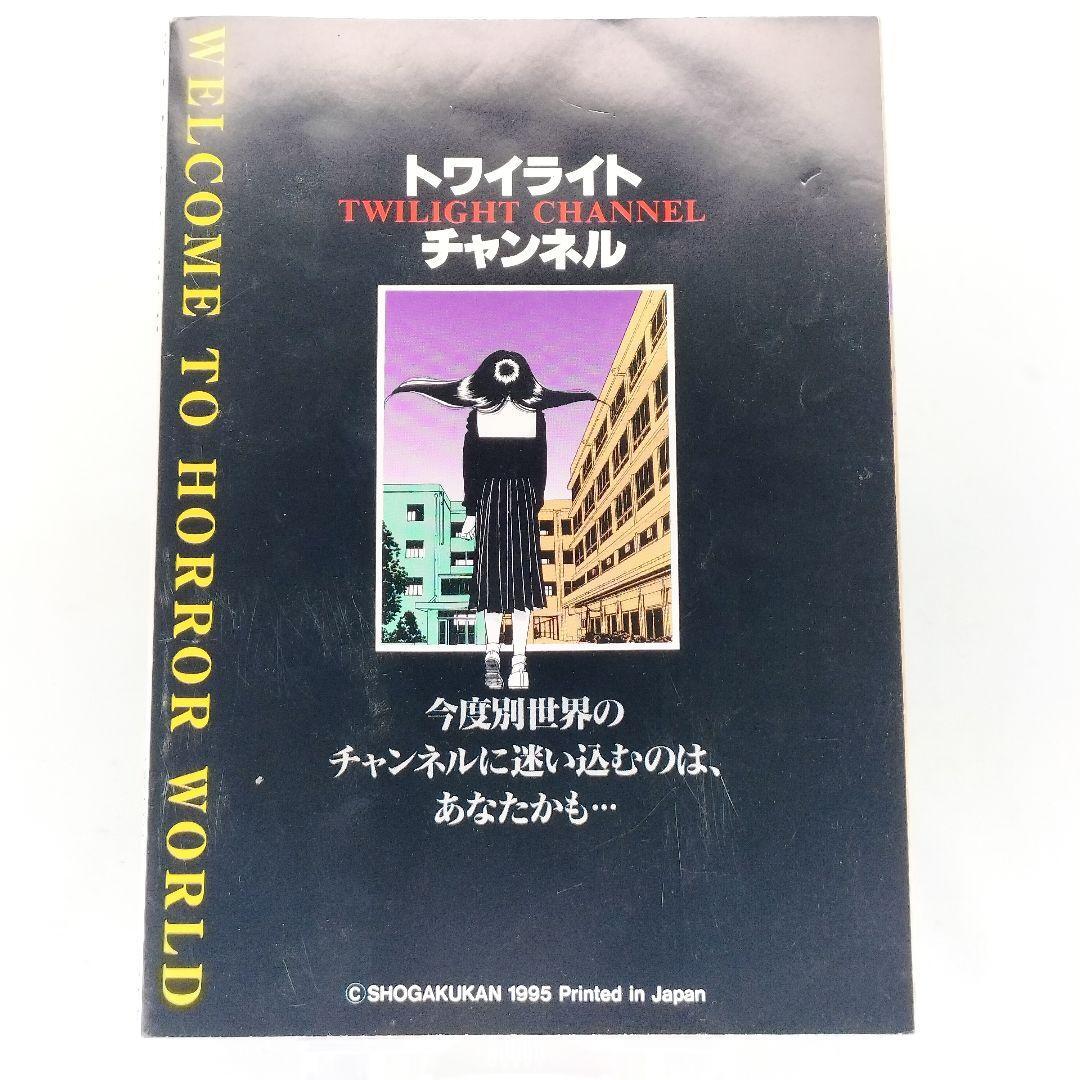 WELCOME TO HORROR WORLD
トワイライト
TWILIGHT CHANNEL
チャンネル
今度別世界の
チャンネルに迷い込むのは、
あなたかも…
©SHOGAKUKAN 1995 Printed in Japan